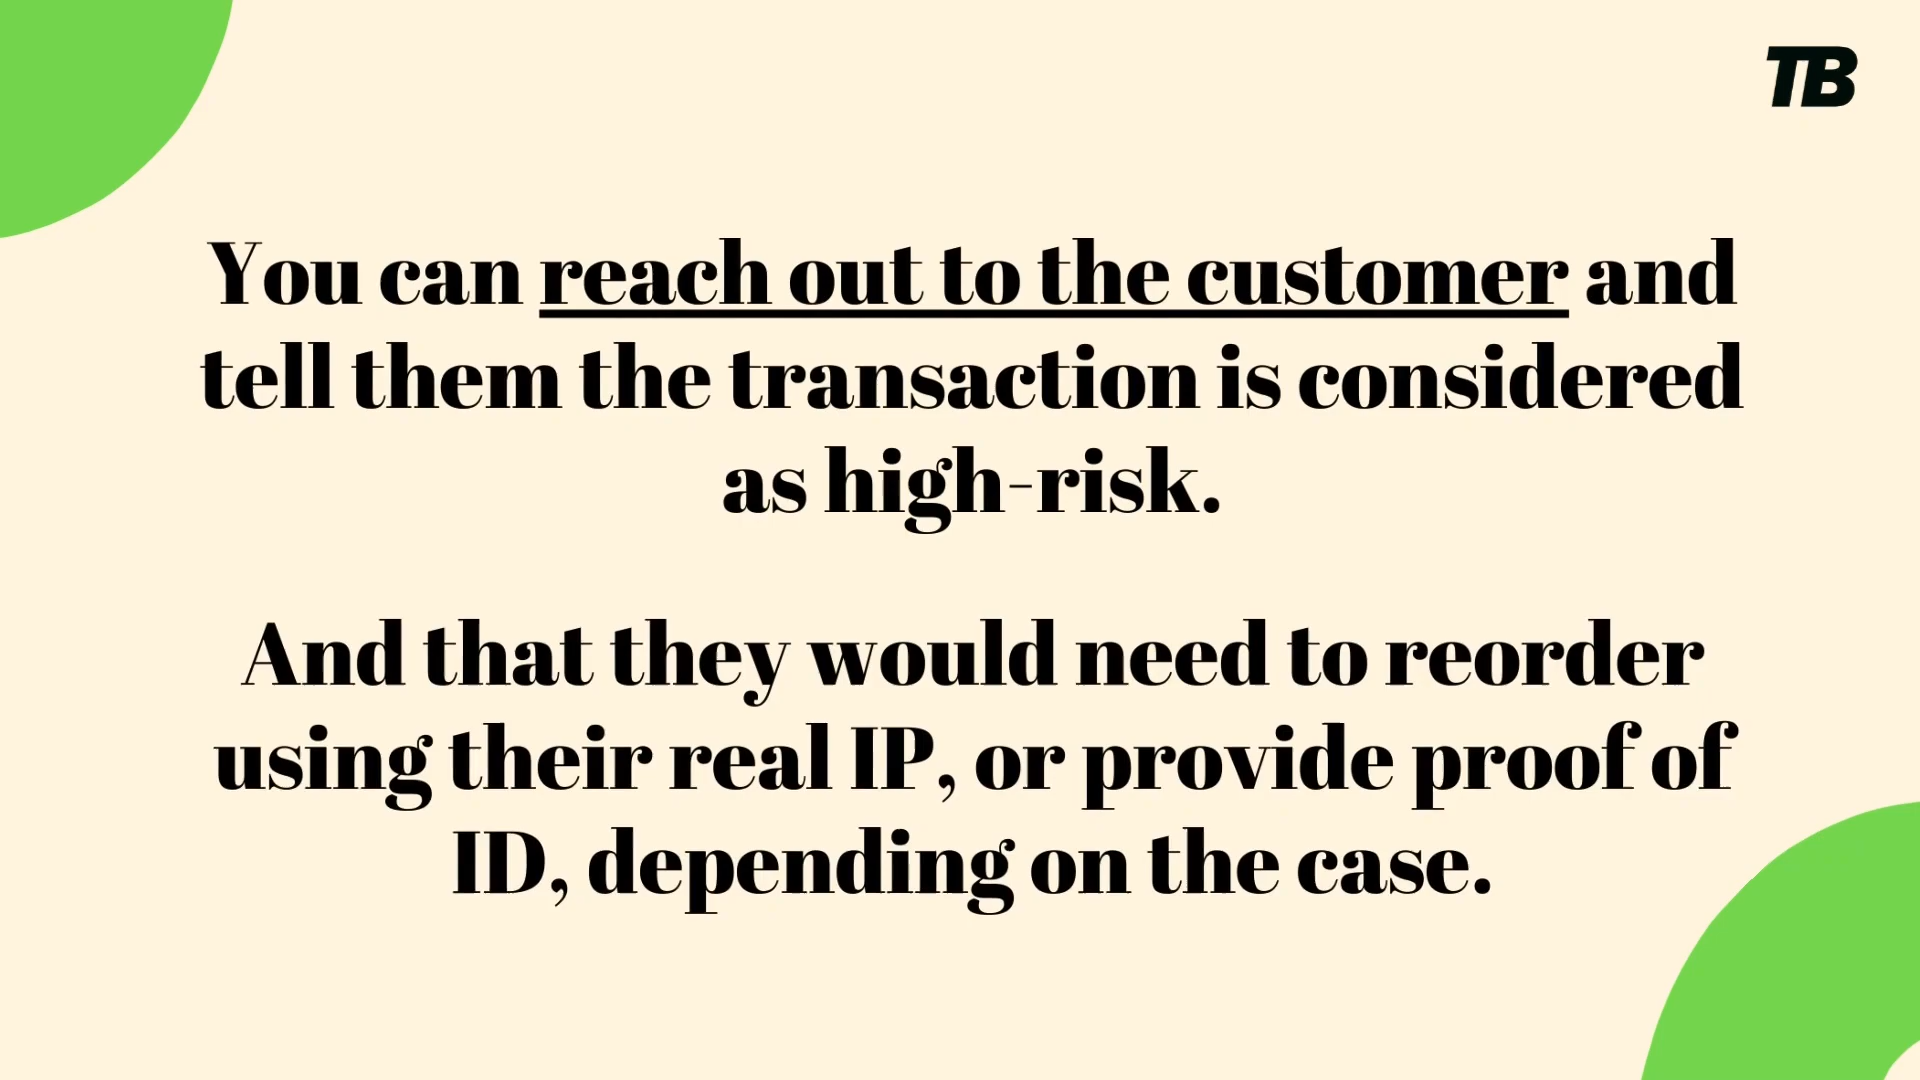 TB
You can reach out to the customer and
tell them the transaction is considered
as high-risk.
And that they would need to reorder
using their real IP, or provide proof of
ID, depending on the case.